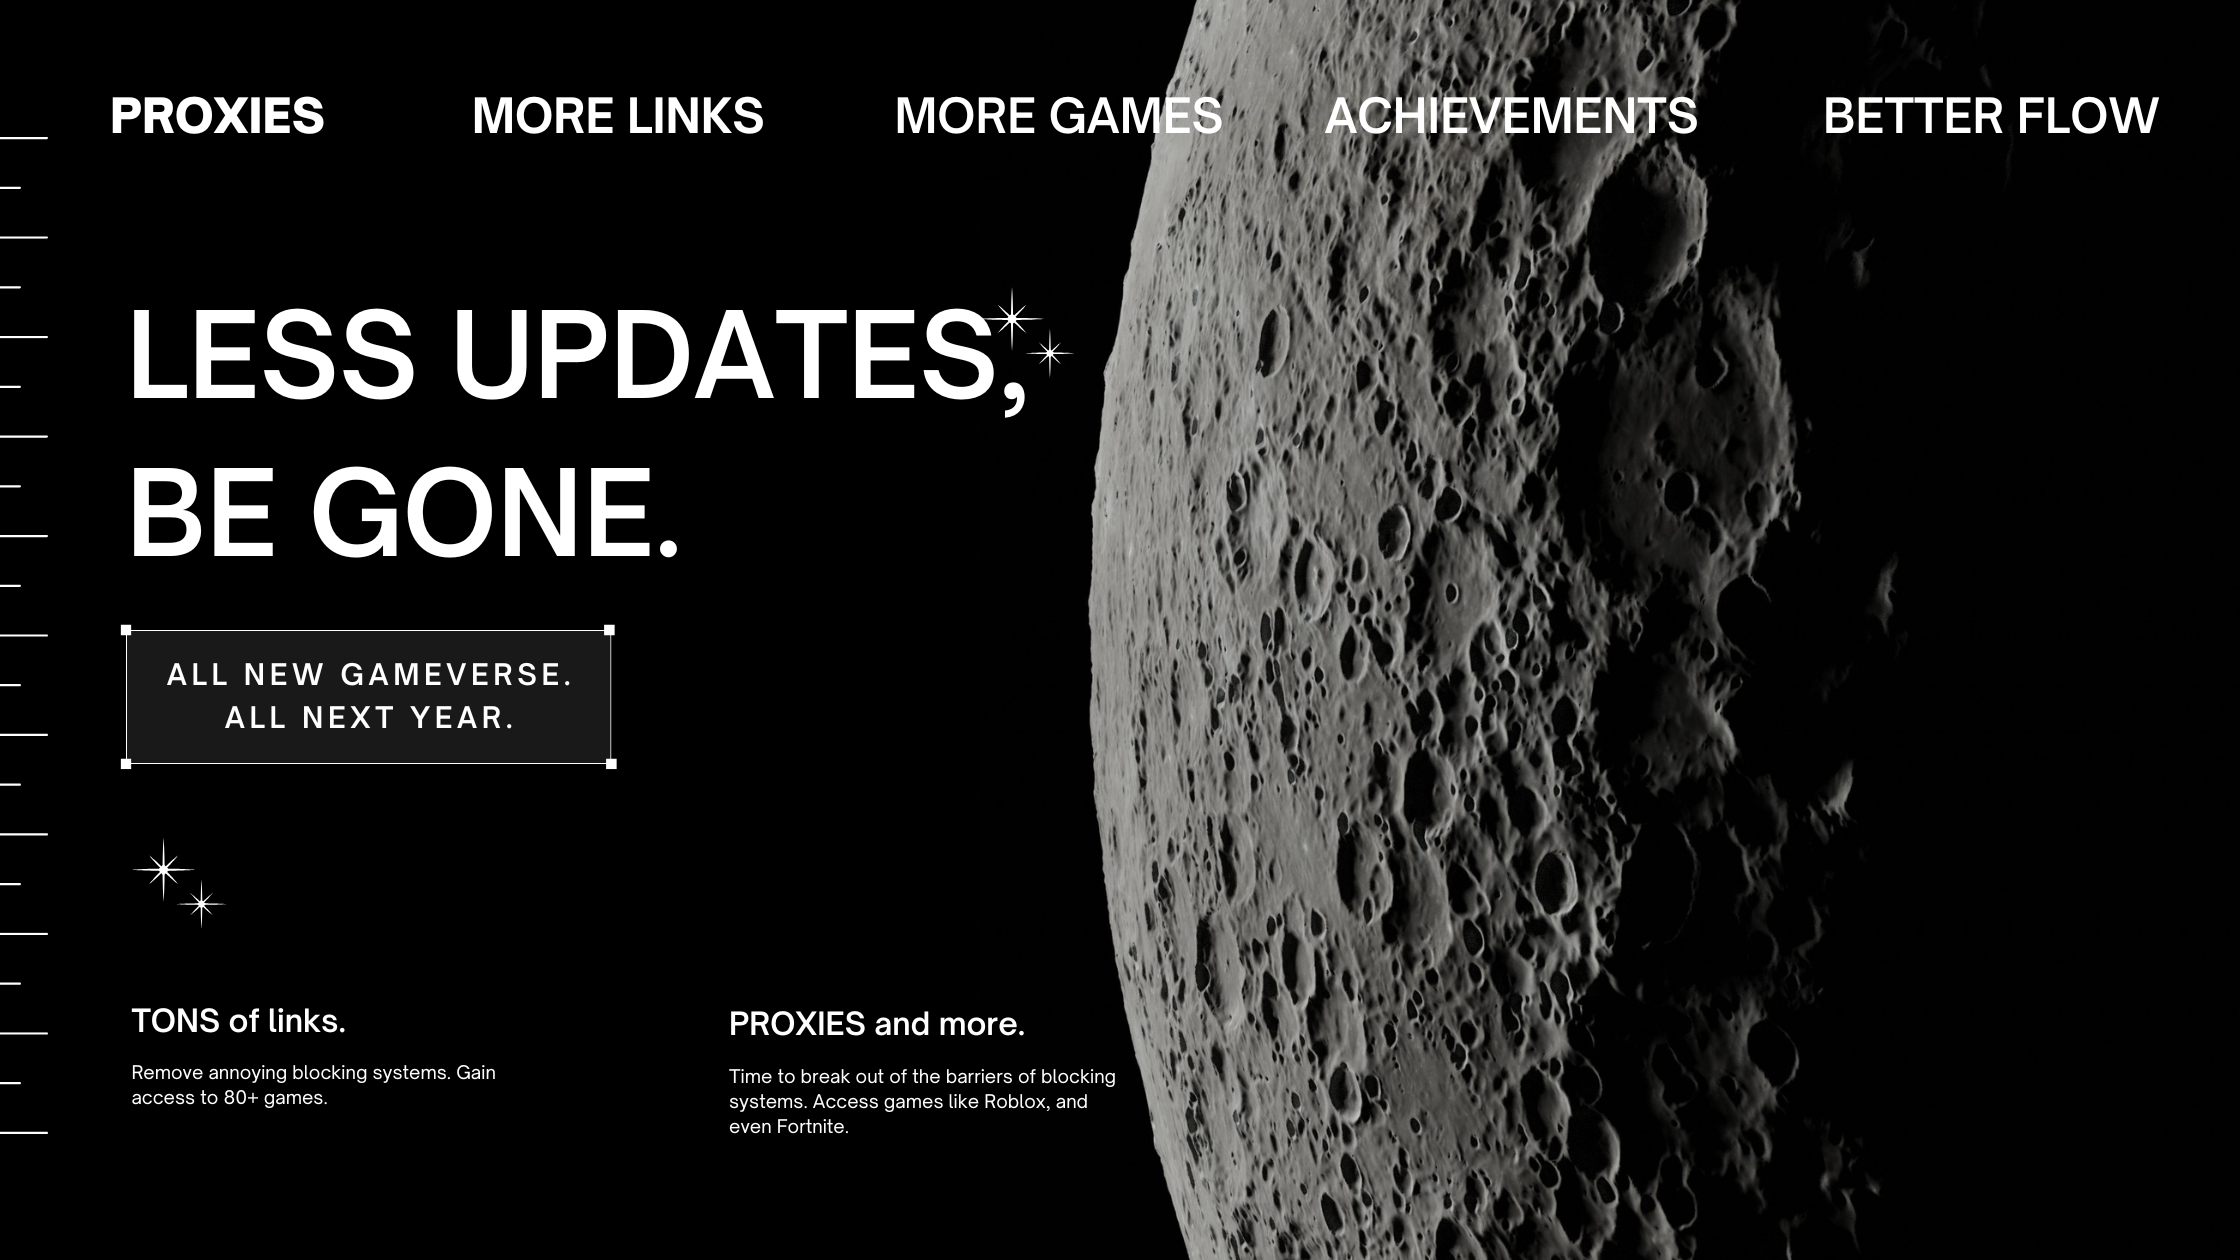 PROXIES MORE LINKS MORE GAMES ACHIEVEMENTS BETTER FLOW
LESS UPDATES,
BE GONE.
ALL NEW GAMEVERSE.
ALL NEXT YEAR.
TONS of links.
Remove annoying blocking systems. Gain
access to 80+ games.
PROXIES and more.
Time to break out of the barriers of blocking
systems. Access games like Roblox, and
even Fortnite.